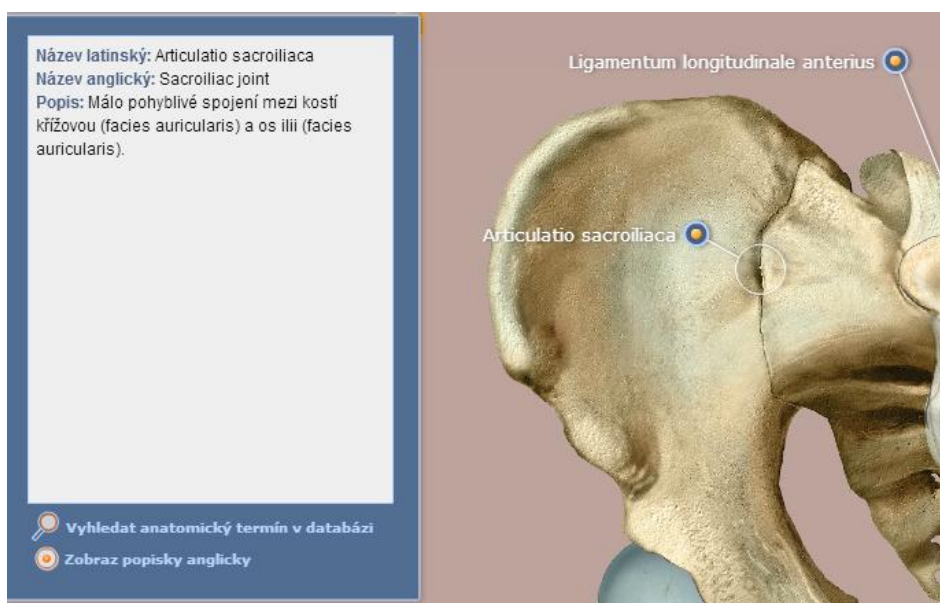 Název latinský: Articulatio sacroiliaca
Název anglický: Sacroiliac joint
Popis: Málo pohyblivé spojení mezi kostí
křížovou (facies auricularis) a os ilii (facies
auricularis).
Vyhledat anatomický termín v databázi
Zobraz popisky anglicky
Ligamentum longitudinale anterius
Articulatio sacroiliaca